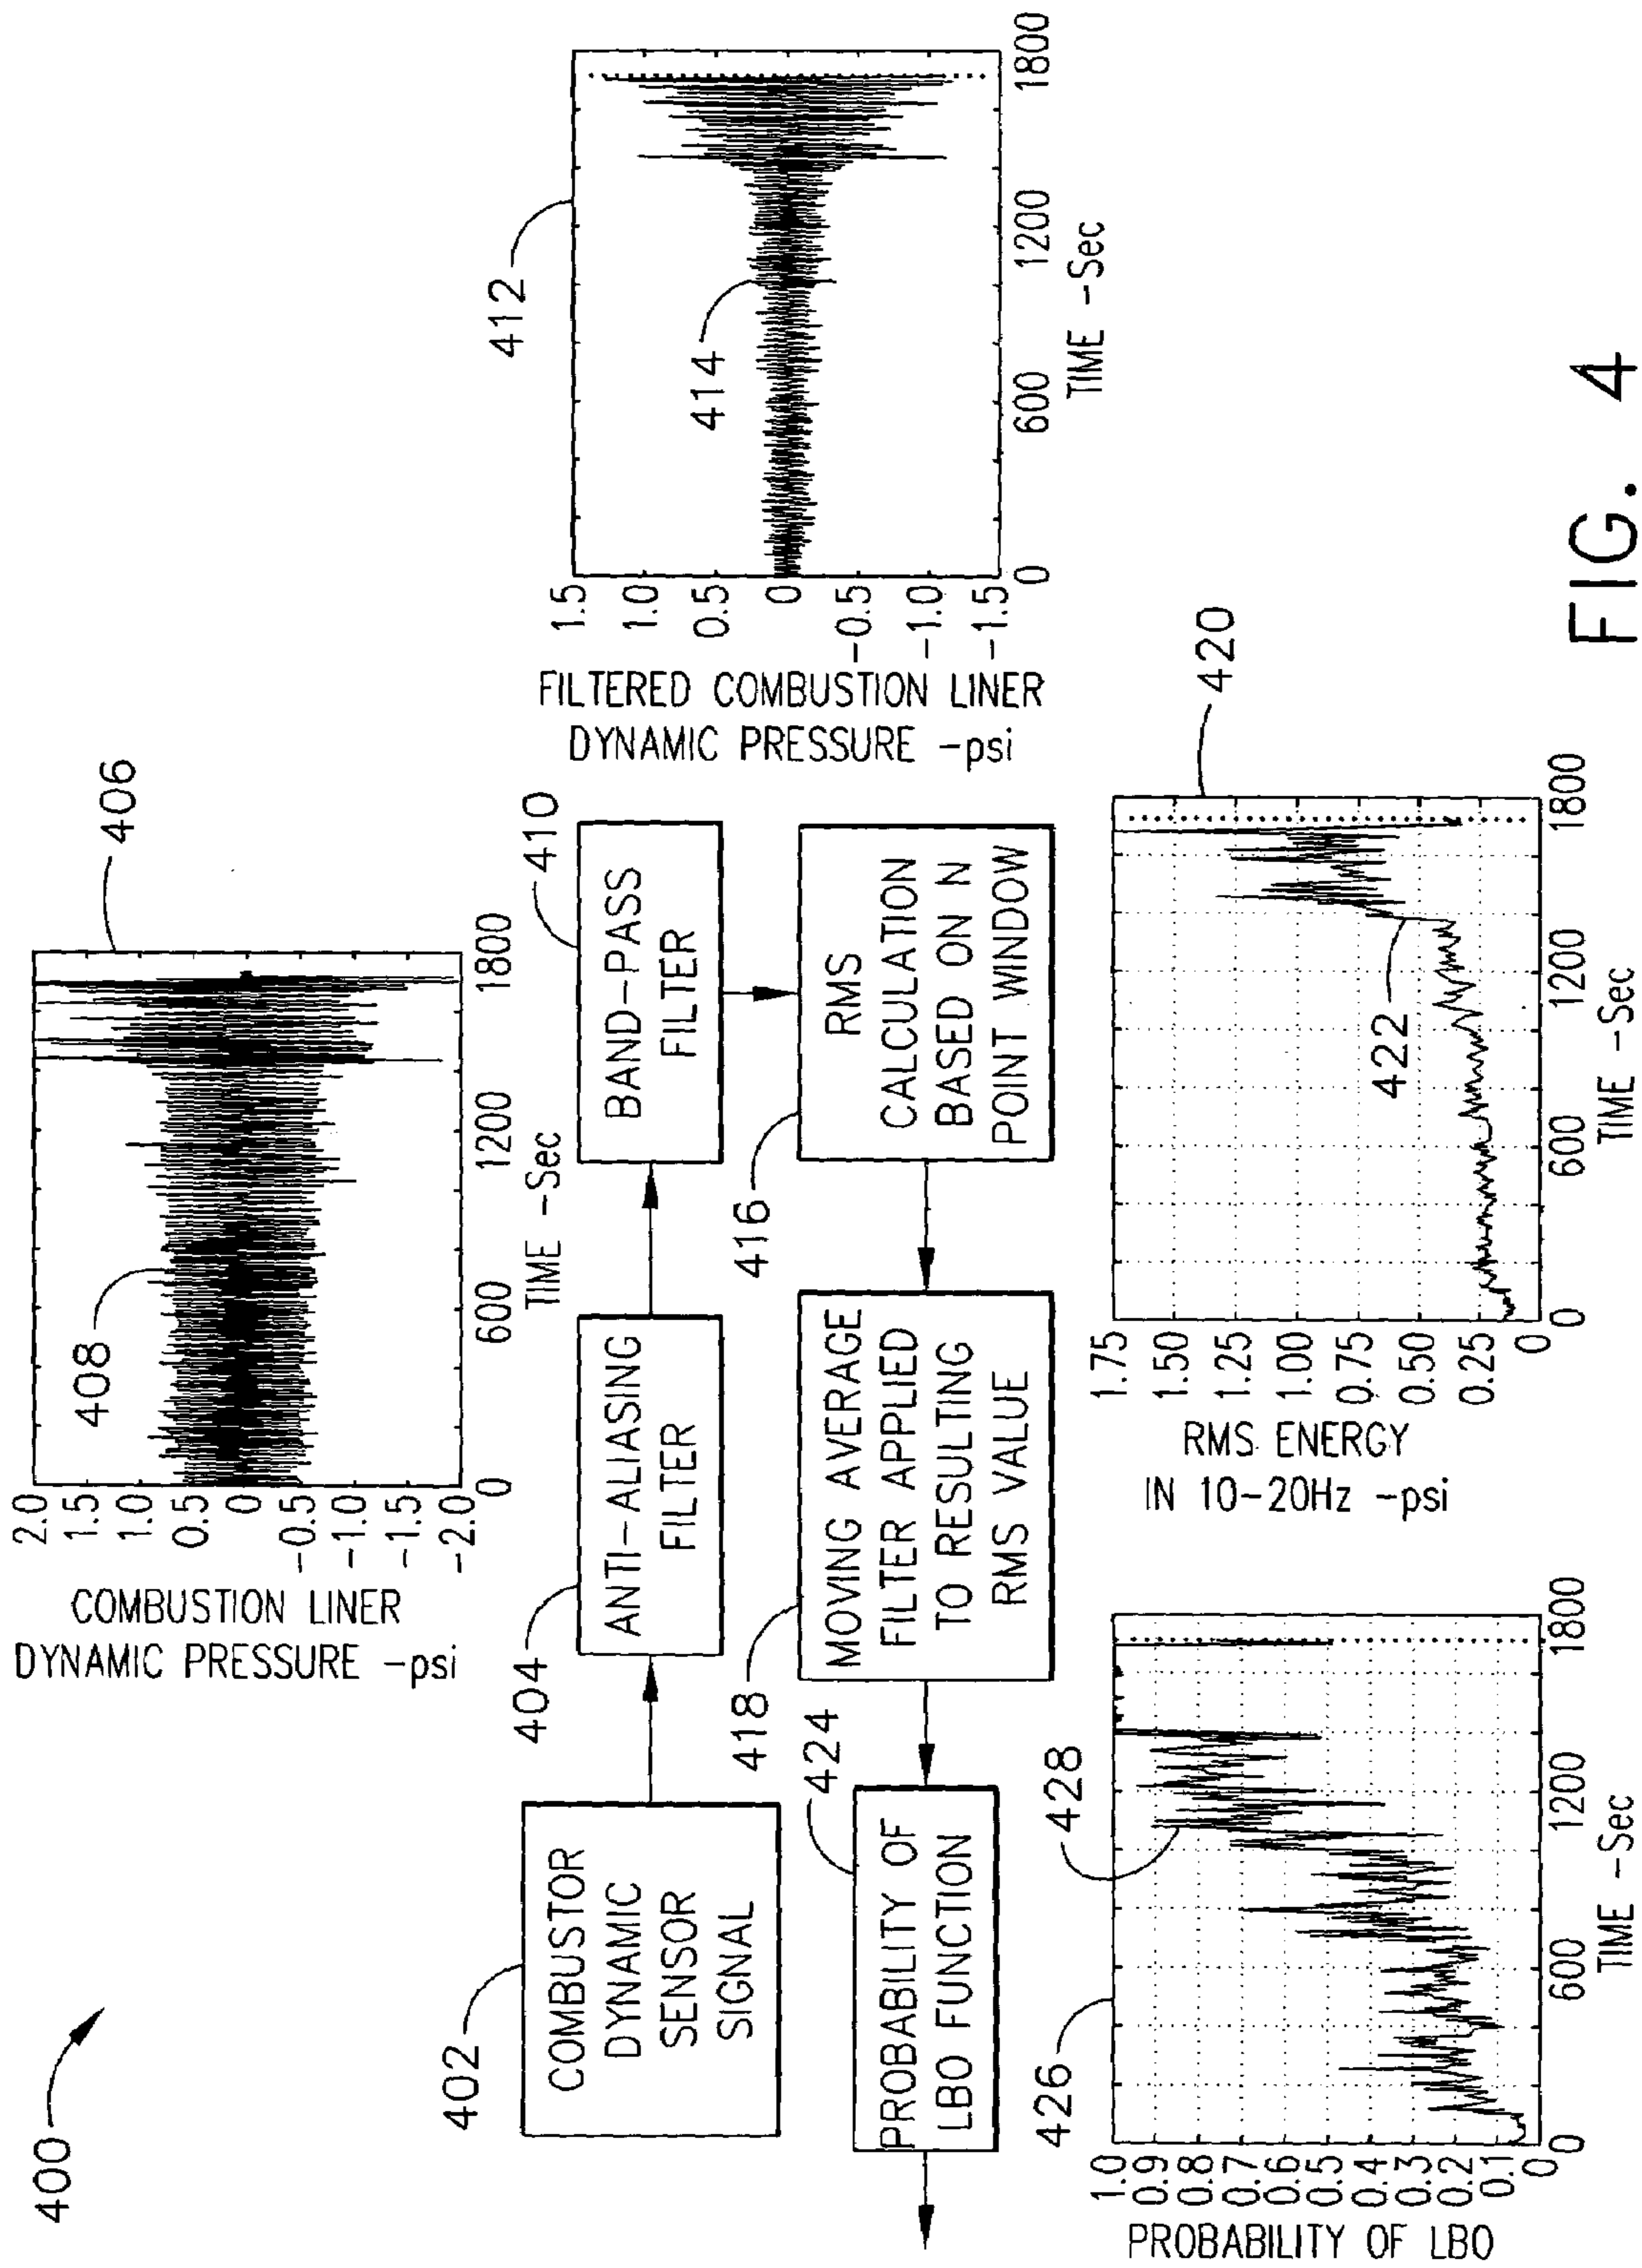 400
COMBUSTION LINER
DYNAMIC PRESSURE -psi
2.0
1.5
1.0
0.5
0
-0.5
-1.0
-1.5
-2.0
0
600
1200
1800
TIME -Sec
408
406
402
COMBUSTOR
DYNAMIC
SENSOR
SIGNAL
404
ANTI-ALIASING
FILTER
410
BAND-PASS
FILTER
FILTERED COMBUSTION LINER
DYNAMIC PRESSURE -psi
1.5
1.0
0.5
0
-0.5
-1.0
-1.5
0
600
1200
1800
TIME -Sec
414
412
424
PROBABILITY OF
LBO FUNCTION
418
MOVING AVERAGE
FILTER APPLIED
TO RESULTING
RMS VALUE
416
RMS
CALCULATION
BASED ON N
POINT WINDOW
426
428
PROBABILITY OF LBO
1.0
0.9
0.8
0.7
0.6
0.5
0.4
0.3
0.2
0.1
0
0
600
1200
1800
TIME -Sec
RMS ENERGY
IN 10-20Hz -psi
1.75
1.50
1.25
1.00
0.75
0.50
0.25
0
0
600
1200
1800
TIME -Sec
422
420
FIG. 4